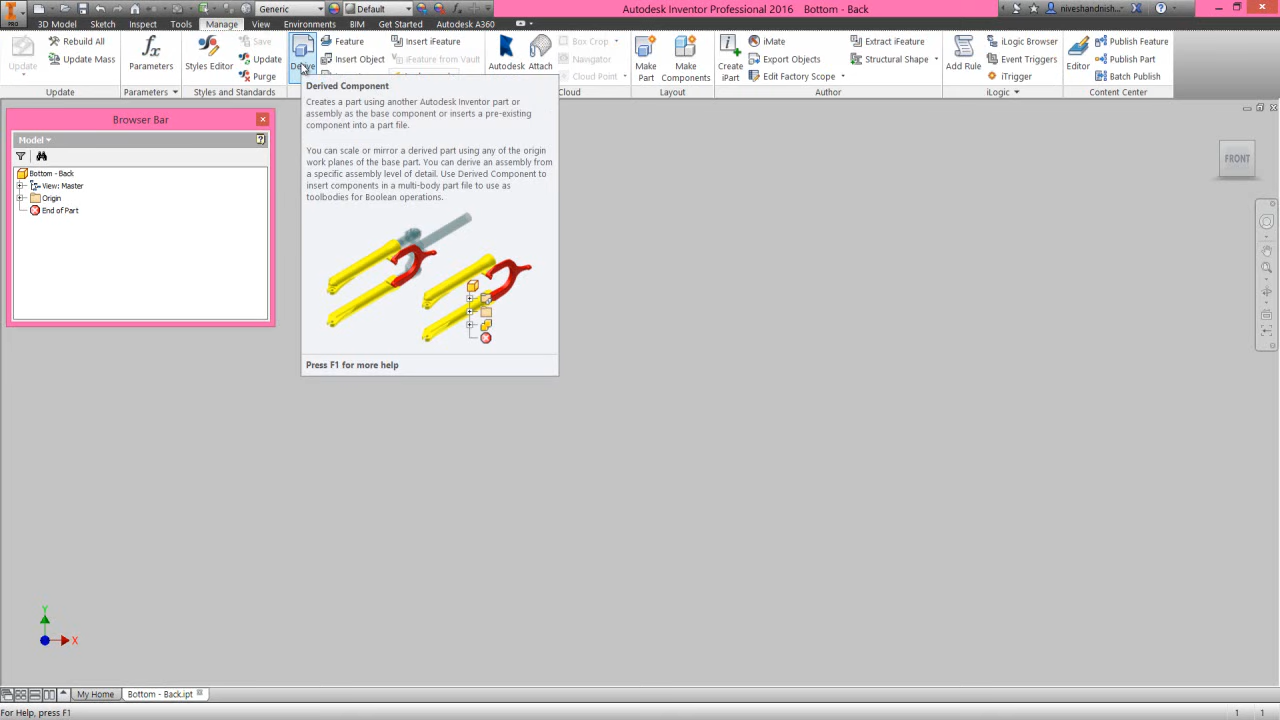 Generic
Default
Autodesk Inventor Professional 2016 Bottom - Back
niveshandnish...
PRO
3D Model Sketch Inspect Tools Manage View Environments BIM Get Started Autodesk A360
Update
Rebuild All
Update Mass
Parameters
Styles Editor
Save
Update
Purge
Derive
Feature
Insert Object
Insert iFeature
iFeature from Vault
Autodesk
Attach
Box Crop
Navigator
Cloud Point
Make
Part
Make
Components
Create
iPart
iMate
Export Objects
Edit Factory Scope
Extract iFeature
Structural Shape
Add Rule
iLogic Browser
Event Triggers
iTrigger
Editor
Publish Feature
Publish Part
Batch Publish
Update Parameters Styles and Standards Cloud Layout Author iLogic Content Center
Derived Component
Creates a part using another Autodesk Inventor part or
assembly as the base component or inserts a pre-existing
component into a part file.
You can scale or mirror a derived part using any of the origin
work planes of the base part. You can derive an assembly from
a specific assembly level of detail. Use Derived Component to
insert components in a multi-body part file to use as
toolbodies for Boolean operations.
Press F1 for more help
Browser Bar
Model
Bottom - Back
View: Master
Origin
End of Part
FRONT
Y
X
My Home
Bottom - Back.ipt
For Help, press F1
1 1